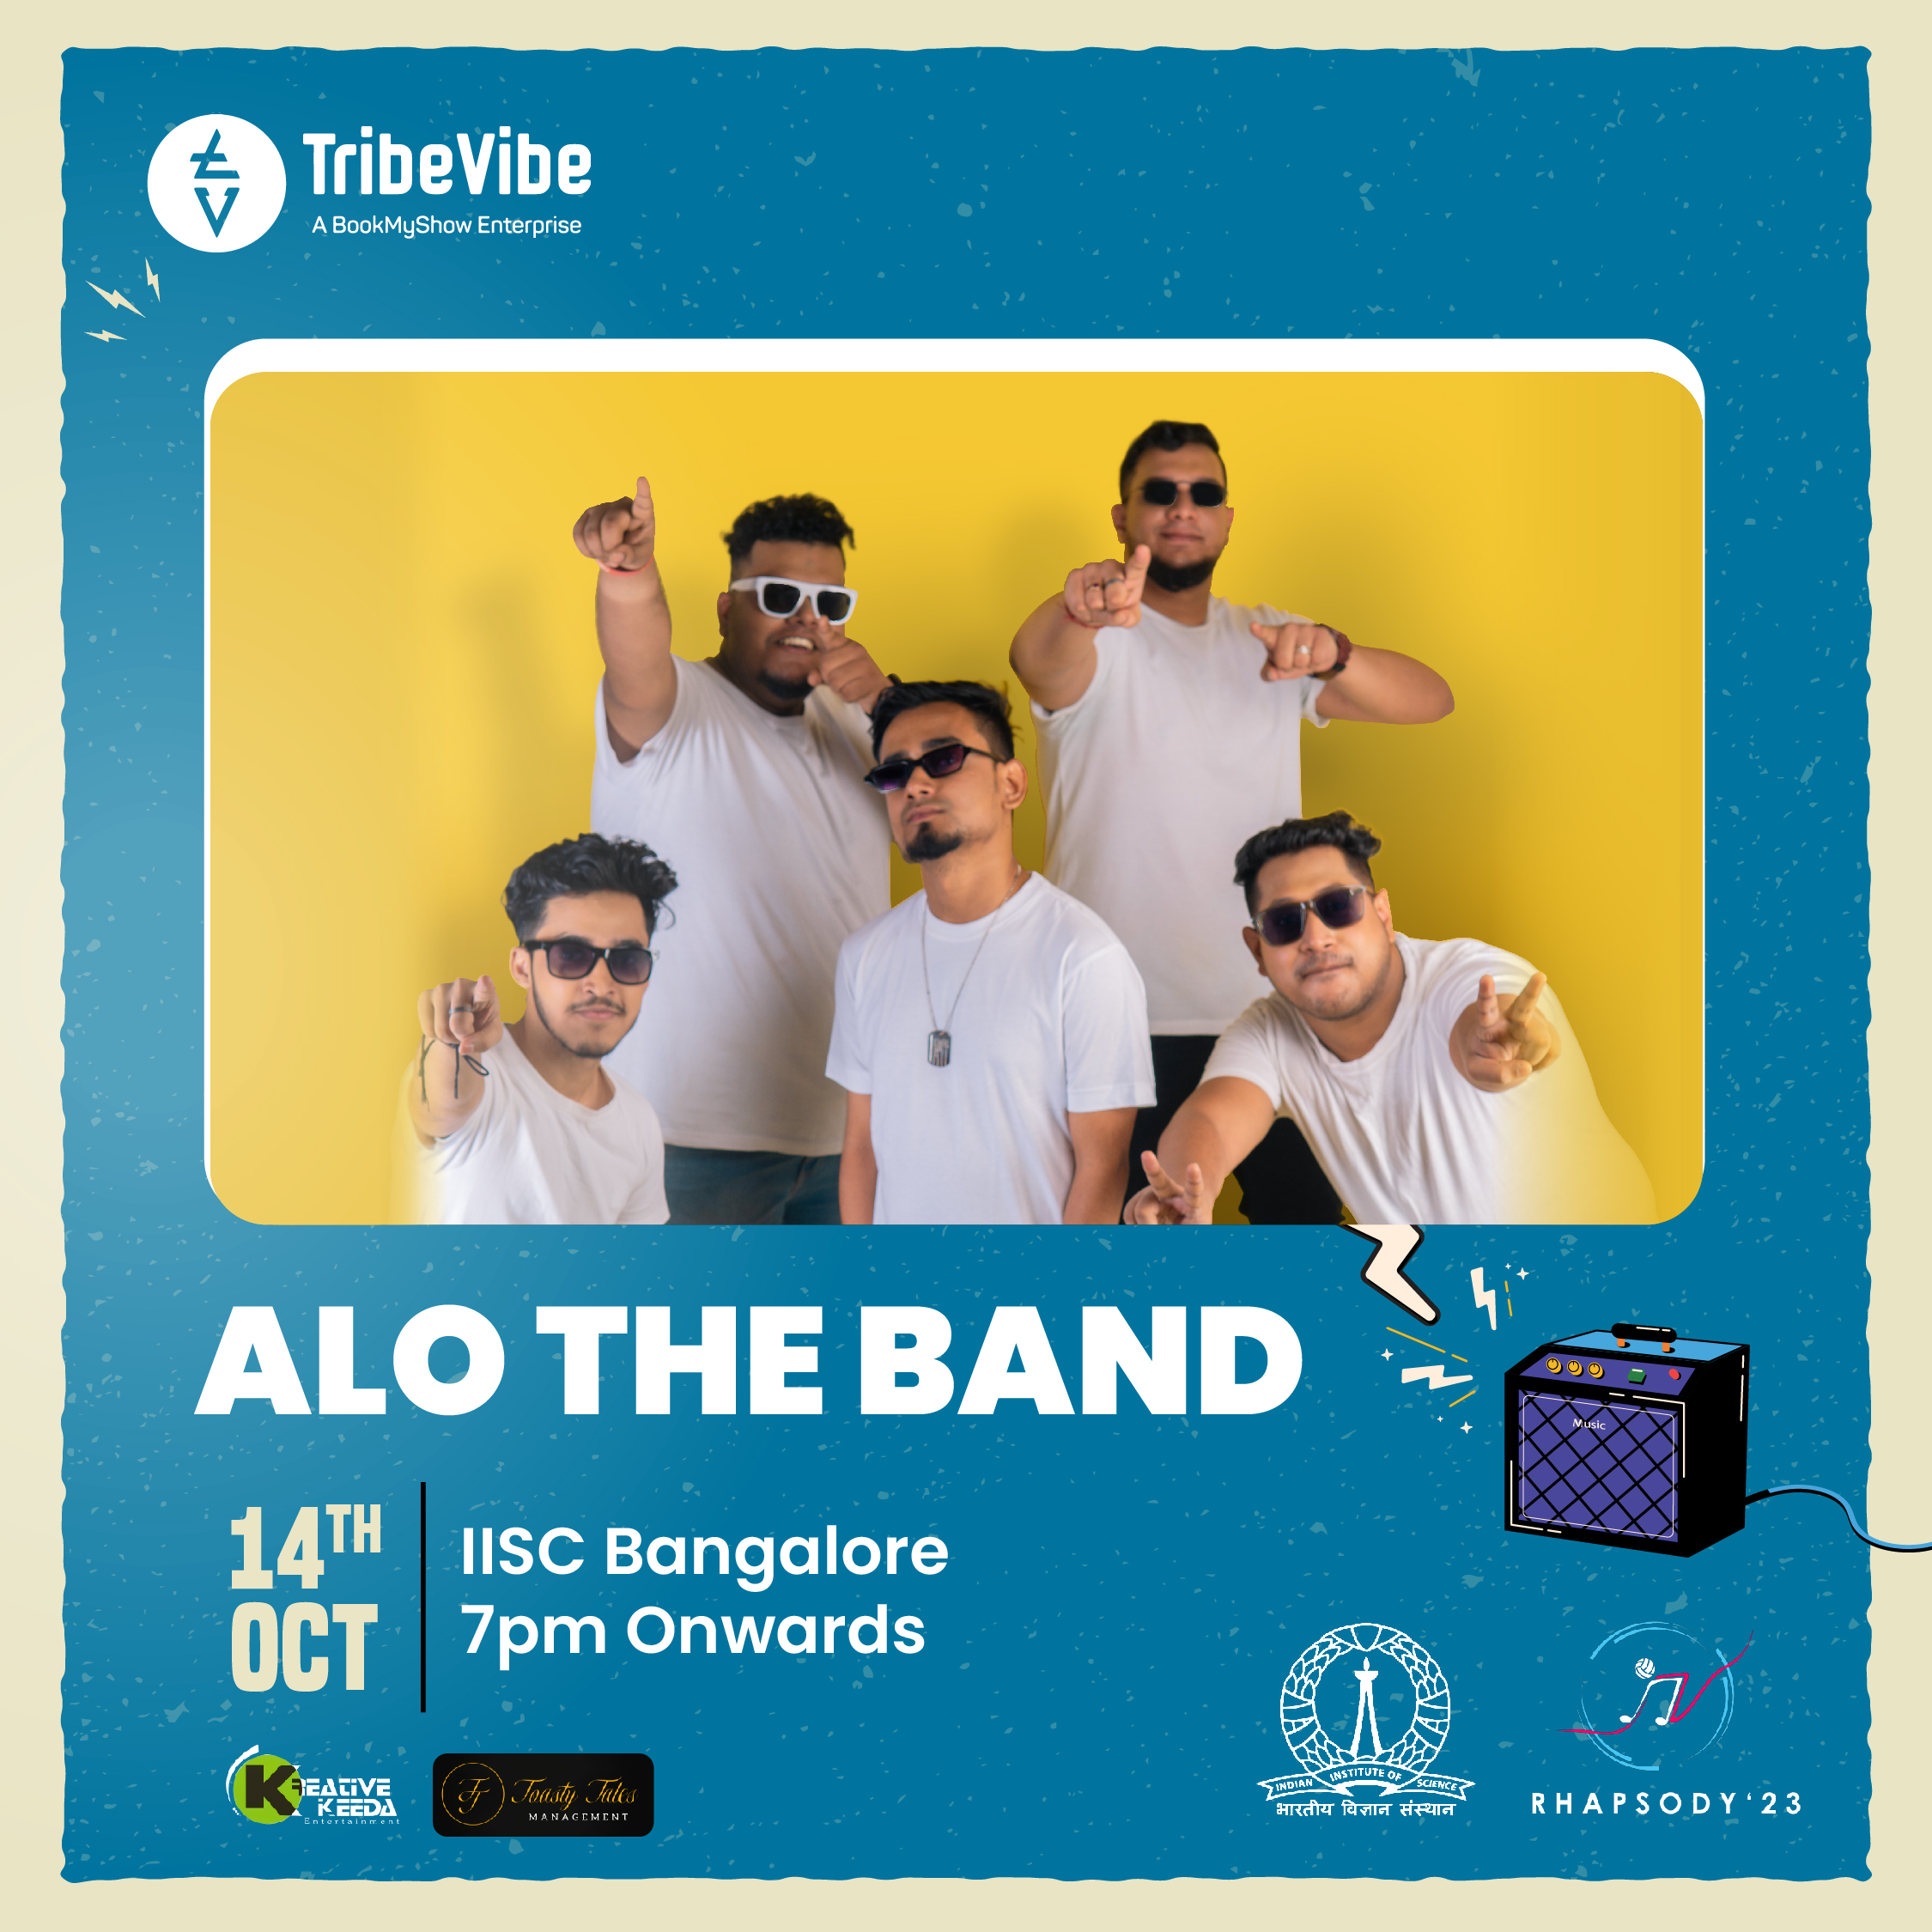 TribeVibe
A BookMyShow Enterprise
ALO THE BAND
Music
14TH
OCT
IISC Bangalore
7pm Onwards
KREATIVE
KEEDA
Entertainment
TT
Toasty Tales
MANAGEMENT
INDIAN INSTITUTE OF SCIENCE
भारतीय विज्ञान संस्थान
RHAPSODY‘23